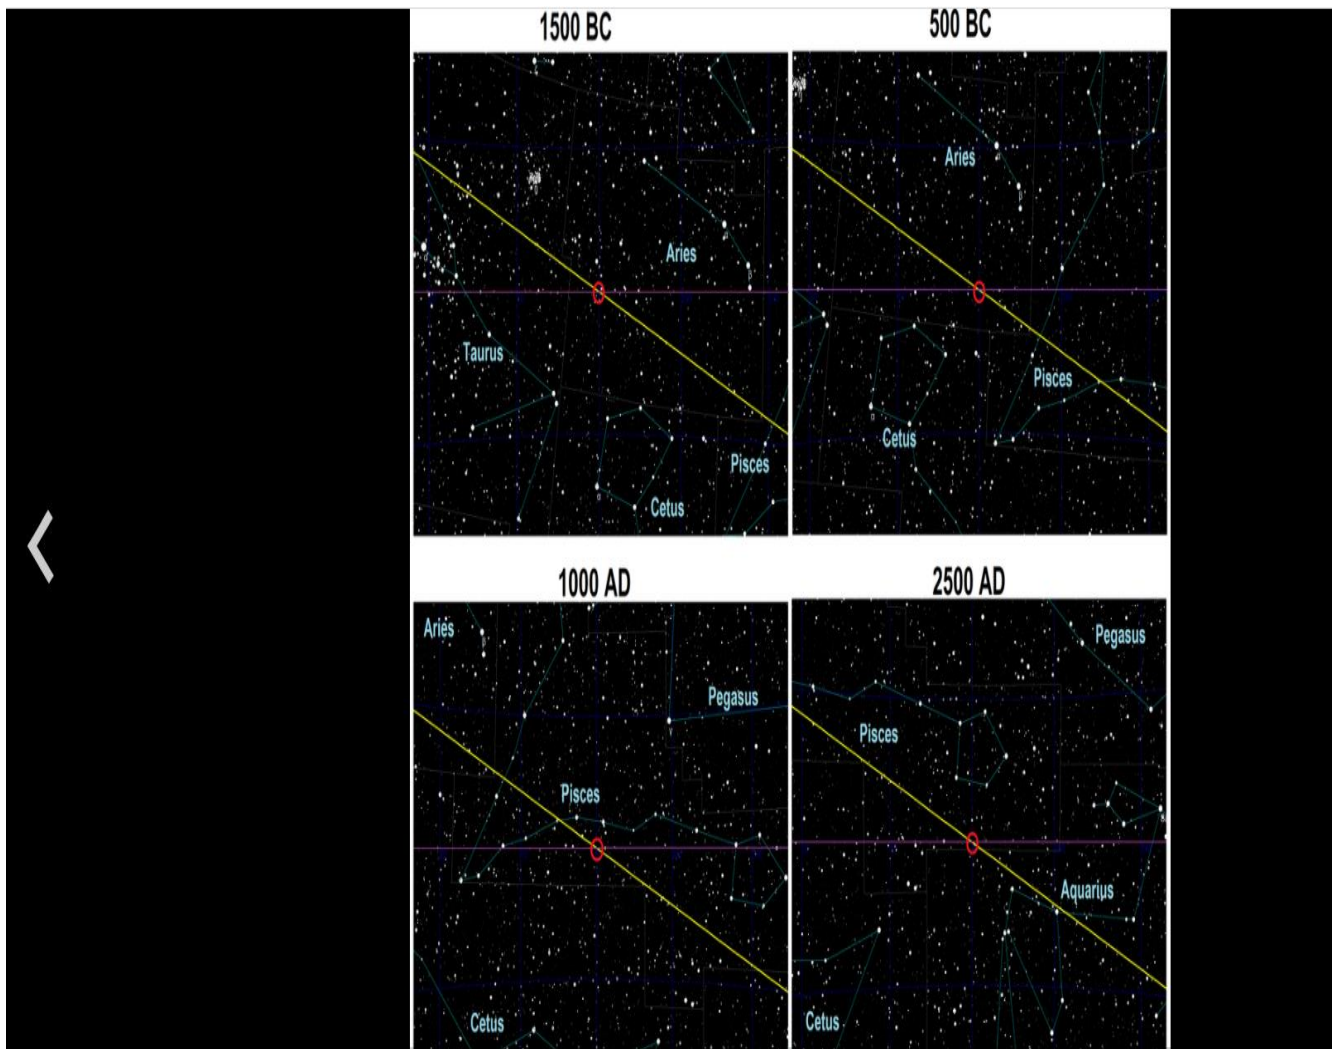 1500 BC
500 BC
Aries
Taurus
Pisces
Cetus
Aries
Pisces
Cetus
1000 AD
2500 AD
Aries
Pegasus
Pisces
Cetus
Pegasus
Pisces
Aquarius
Cetus